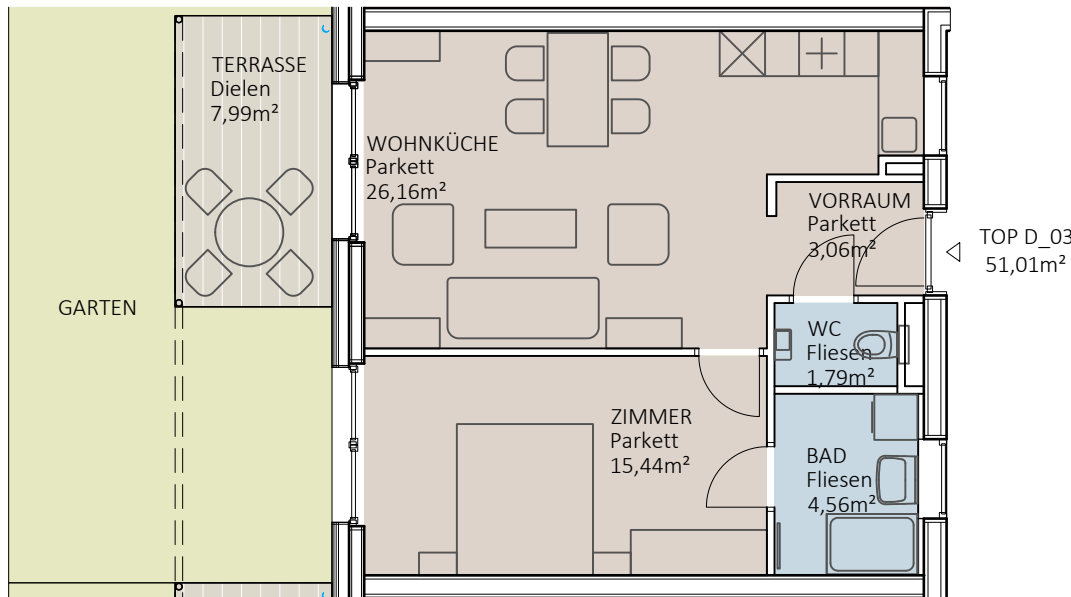 TERRASSE
Dielen
7,99m²
WOHNKÜCHE
Parkett
26,16m²
VORRAUM
Parkett
3,06m²
TOP D_03
51,01m²
GARTEN
WC
Fliesen
1,79m²
ZIMMER
Parkett
15,44m²
BAD
Fliesen
4,56m²